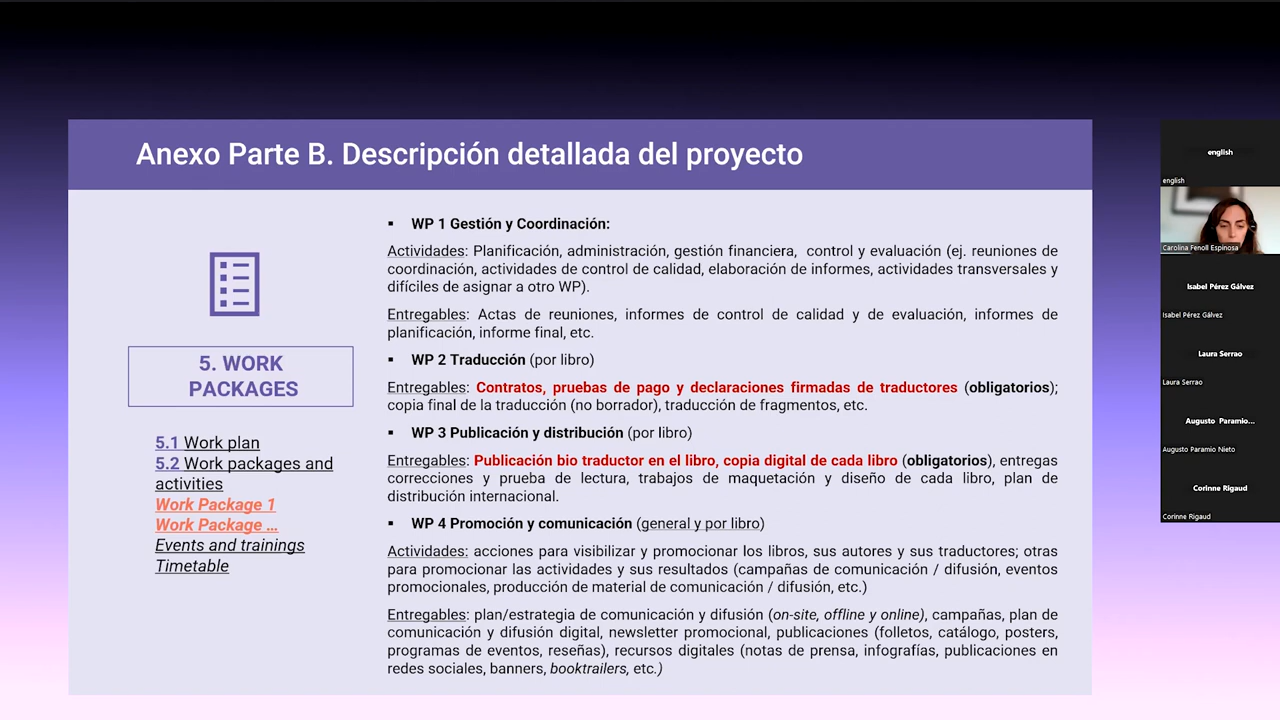 Anexo Parte B. Descripción detallada del proyecto
5. WORK
PACKAGES
5.1 Work plan
5.2 Work packages and
activities
Work Package 1
Work Package …
Events and trainings
Timetable
▪ WP 1 Gestión y Coordinación:
Actividades: Planificación, administración, gestión financiera, control y evaluación (ej. reuniones de
coordinación, actividades de control de calidad, elaboración de informes, actividades transversales y
difíciles de asignar a otro WP).
Entregables: Actas de reuniones, informes de control de calidad y de evaluación, informes de
planificación, informe final, etc.
▪ WP 2 Traducción (por libro)
Entregables: Contratos, pruebas de pago y declaraciones firmadas de traductores (obligatorios);
copia final de la traducción (no borrador), traducción de fragmentos, etc.
▪ WP 3 Publicación y distribución (por libro)
Entregables: Publicación bio traductor en el libro, copia digital de cada libro (obligatorios), entregas
correcciones y prueba de lectura, trabajos de maquetación y diseño de cada libro, plan de
distribución internacional.
▪ WP 4 Promoción y comunicación (general y por libro)
Actividades: acciones para visibilizar y promocionar los libros, sus autores y sus traductores; otras
para promocionar las actividades y sus resultados (campañas de comunicación / difusión, eventos
promocionales, producción de material de comunicación / difusión, etc.)
Entregables: plan/estrategia de comunicación y difusión (on-site, offline y online), campañas, plan de
comunicación y difusión digital, newsletter promocional, publicaciones (folletos, catálogo, posters,
programas de eventos, reseñas), recursos digitales (notas de prensa, infografías, publicaciones en
redes sociales, banners, booktrailers, etc.)
english
english
Carolina Fenoll Espinosa
Isabel Pérez Gálvez
Isabel Pérez Gálvez
Laura Serrao
Laura Serrao
Augusto Paramio...
Augusto Paramio Nieto
Corinne Rigaud
Corinne Rigaud